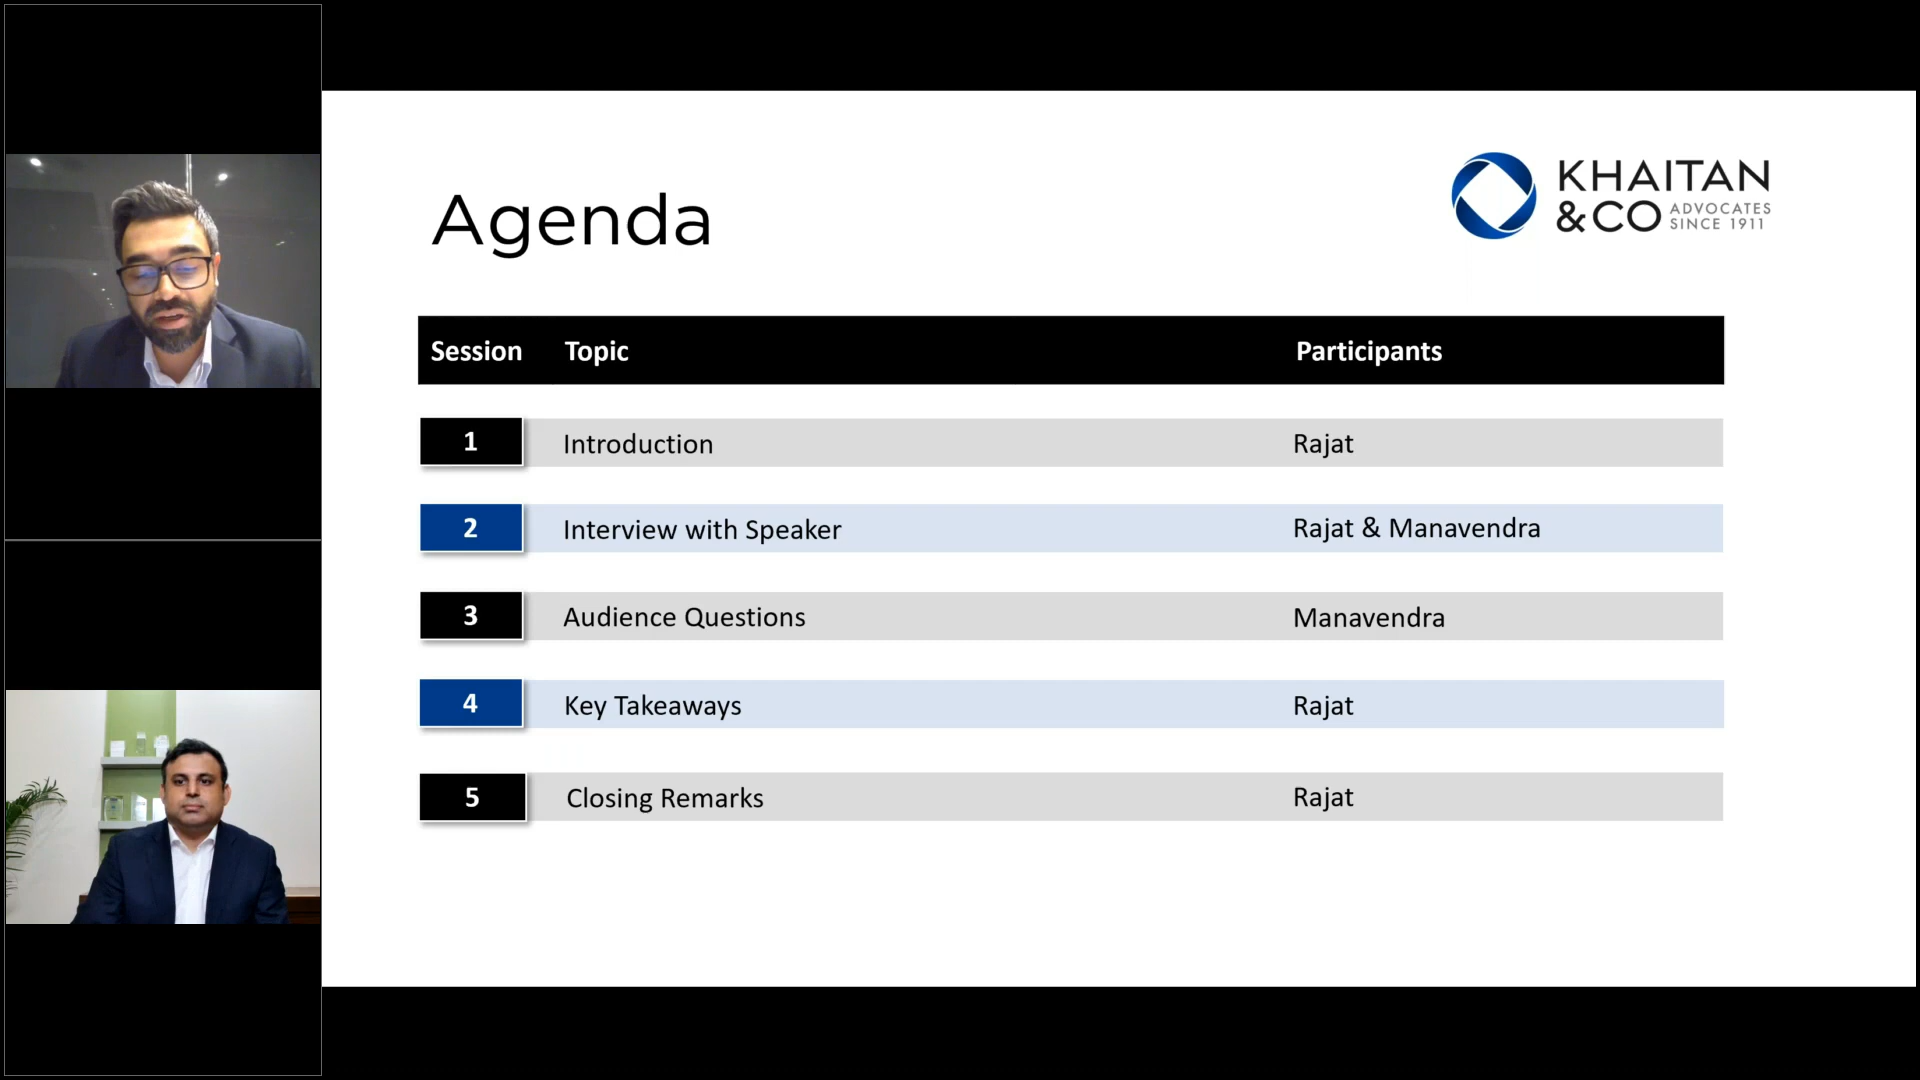 KHAITAN
&CO ADVOCATES
SINCE 1911
Agenda
Session Topic Participants
1 Introduction Rajat
2 Interview with Speaker Rajat & Manavendra
3 Audience Questions Manavendra
4 Key Takeaways Rajat
5 Closing Remarks Rajat